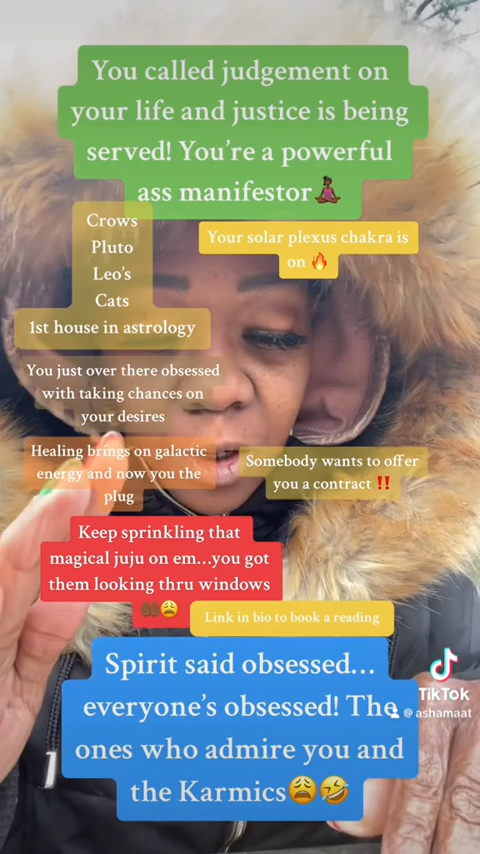 You called judgement on
your life and justice is being
served! You’re a powerful
ass manifestor🧘🏾‍♀️
Crows
Pluto
Leo’s
Cats
1st house in astrology
Your solar plexus chakra is
on 🔥
You just over there obsessed
with taking chances on
your desires
Healing brings on galactic
energy and now you the
plug
Somebody wants to offer
you a contract ‼️
Keep sprinkling that
magical juju on em...you got
them looking thru windows
🙌🏾😩
Link in bio to book a reading
Spirit said obsessed...
everyone’s obsessed! The
ones who admire you and
the Karmics😩🤣
TikTok
@ashamaat